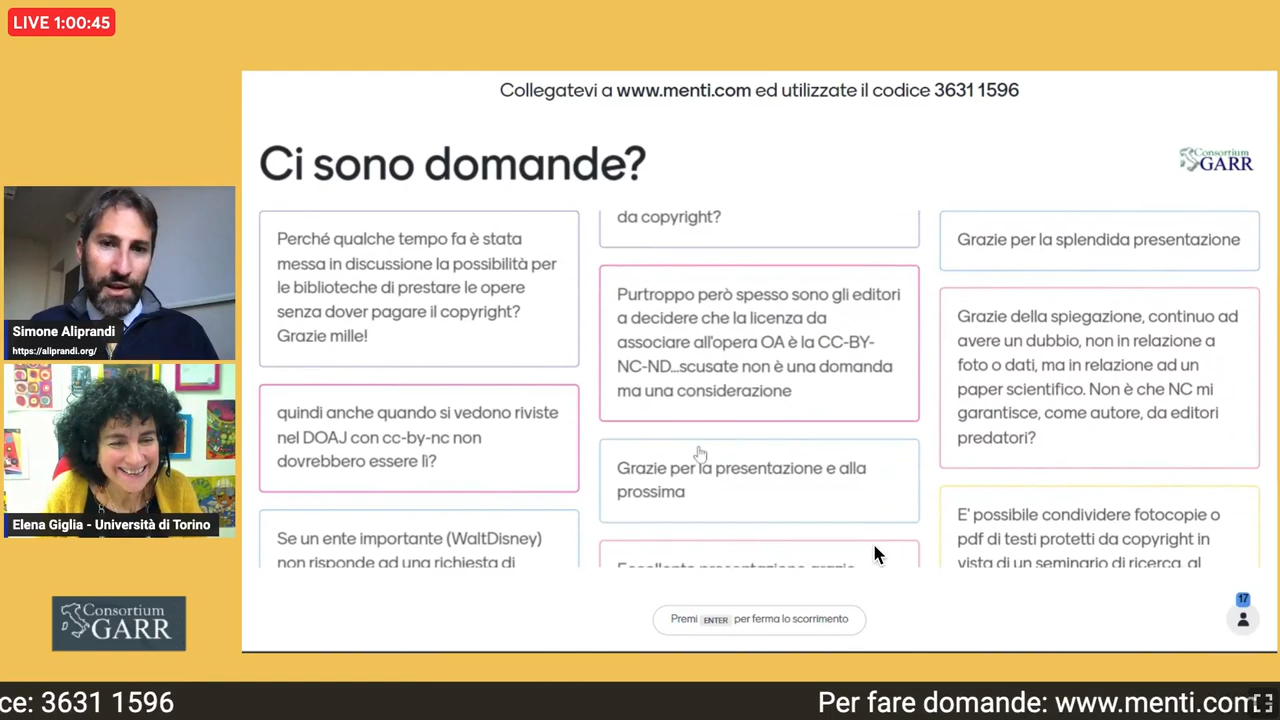 LIVE 1:00:45
Collegatevi a www.menti.com ed utilizzate il codice 3631 1596
Ci sono domande?
Consortium
GARR
Perché qualche tempo fa è stata
messa in discussione la possibilità per
le biblioteche di prestare le opere
senza dover pagare il copyright?
Grazie mille!
quindi anche quando si vedono riviste
nel DOAJ con cc-by-nc non
dovrebbero essere lì?
Se un ente importante (WaltDisney)
non risponde ad una richiesta di
da copyright?
Purtroppo però spesso sono gli editori
a decidere che la licenza da
associare all'opera OA è la CC-BY-
NC-ND...scusate non è una domanda
ma una considerazione
Grazie per la presentazione e alla
prossima
Eccellente presentazione grazie
Grazie per la splendida presentazione
Grazie della spiegazione, continuo ad
avere un dubbio, non in relazione a
foto o dati, ma in relazione ad un
paper scientifico. Non è che NC mi
garantisce, come autore, da editori
predatori?
E' possibile condividere fotocopie o
pdf di testi protetti da copyright in
vista di un seminario di ricerca, al
Simone Aliprandi
https://aliprandi.org/
Elena Giglia - Università di Torino
Consortium
GARR
Premi ENTER per ferma lo scorrimento
17
ce: 3631 1596
Per fare domande: www.menti.com